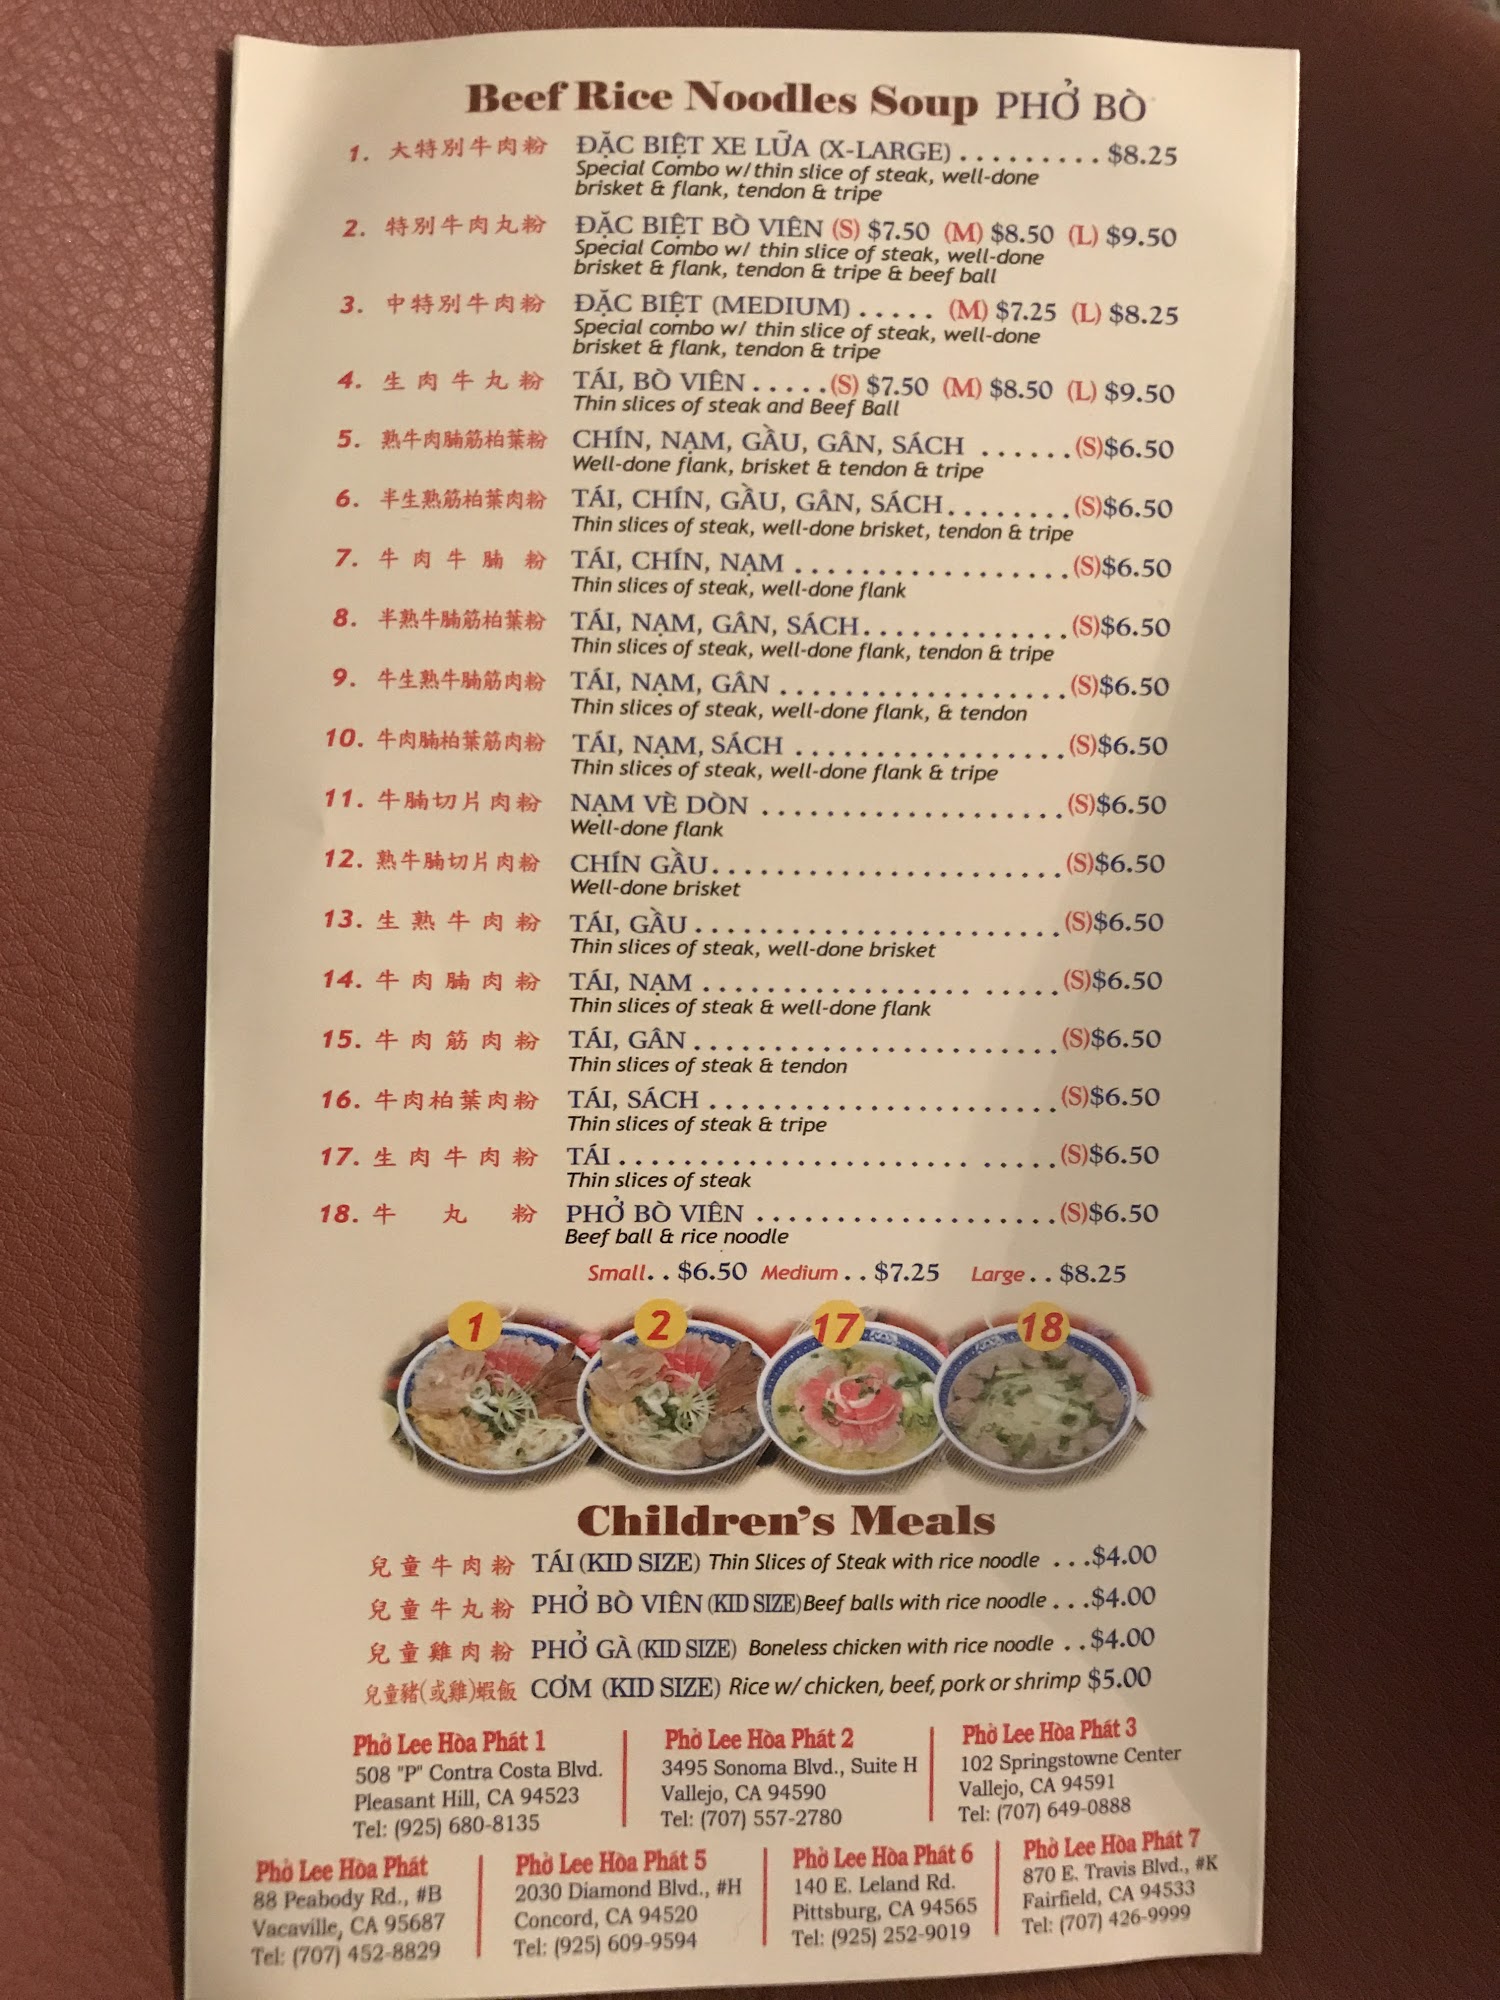 Beef Rice Noodles Soup PHỞ BÒ
1. 大特別牛肉粉 ĐẶC BIỆT XE LỮA (X-LARGE) . . . . . . . . . $8.25
Special Combo w/thin slice of steak, well-done
brisket & flank, tendon & tripe
2. 特別牛肉丸粉 ĐẶC BIỆT BÒ VIÊN (S) $7.50 (M) $8.50 (L) $9.50
Special Combo w/ thin slice of steak, well-done
brisket & flank, tendon & tripe & beef ball
3. 中特別牛肉粉 ĐẶC BIỆT (MEDIUM) . . . . . (M) $7.25 (L) $8.25
Special combo w/ thin slice of steak, well-done
brisket & flank, tendon & tripe
4. 生肉牛丸粉 TÁI, BÒ VIÊN . . . . . (S) $7.50 (M) $8.50 (L) $9.50
Thin slices of steak and Beef Ball
5. 熟牛肉腩筋柏葉粉 CHÍN, NẠM, GẦU, GÂN, SÁCH . . . . . . (S)$6.50
Well-done flank, brisket & tendon & tripe
6. 半生熟筋柏葉肉粉 TÁI, CHÍN, GẦU, GÂN, SÁCH . . . . . . . . (S)$6.50
Thin slices of steak, well-done brisket, tendon & tripe
7. 牛肉牛腩粉 TÁI, CHÍN, NẠM . . . . . . . . . . . . . . . . . (S)$6.50
Thin slices of steak, well-done flank
8. 半熟牛腩筋柏葉粉 TÁI, NẠM, GÂN, SÁCH . . . . . . . . . . . . . (S)$6.50
Thin slices of steak, well-done flank, tendon & tripe
9. 牛生熟牛腩筋肉粉 TÁI, NẠM, GÂN . . . . . . . . . . . . . . . . . . (S)$6.50
Thin slices of steak, well-done flank, & tendon
10. 牛肉腩柏葉筋肉粉 TÁI, NẠM, SÁCH . . . . . . . . . . . . . . . . . (S)$6.50
Thin slices of steak, well-done flank & tripe
11. 牛腩切片肉粉 NẠM VÈ DÒN . . . . . . . . . . . . . . . . . . . (S)$6.50
Well-done flank
12. 熟牛腩切片肉粉 CHÍN GẦU . . . . . . . . . . . . . . . . . . . . . . (S)$6.50
Well-done brisket
13. 生熟牛肉粉 TÁI, GẦU . . . . . . . . . . . . . . . . . . . . . . . (S)$6.50
Thin slices of steak, well-done brisket
14. 牛肉腩肉粉 TÁI, NẠM . . . . . . . . . . . . . . . . . . . . . . (S)$6.50
Thin slices of steak & well-done flank
15. 牛肉筋肉粉 TÁI, GÂN . . . . . . . . . . . . . . . . . . . . . . . (S)$6.50
Thin slices of steak & tendon
16. 牛肉柏葉肉粉 TÁI, SÁCH . . . . . . . . . . . . . . . . . . . . . . (S)$6.50
Thin slices of steak & tripe
17. 生肉牛肉粉 TÁI . . . . . . . . . . . . . . . . . . . . . . . . . . . (S)$6.50
Thin slices of steak
18. 牛丸粉 PHỞ BÒ VIÊN . . . . . . . . . . . . . . . . . . . (S)$6.50
Beef ball & rice noodle
Small. . $6.50 Medium . . $7.25 Large . . $8.25
1 2 17 18
Children's Meals
兒童牛肉粉 TÁI (KID SIZE) Thin Slices of Steak with rice noodle . . .$4.00
兒童牛丸粉 PHỞ BÒ VIÊN (KID SIZE) Beef balls with rice noodle . . .$4.00
兒童雞肉粉 PHỞ GÀ (KID SIZE) Boneless chicken with rice noodle . .$4.00
兒童豬(或雞)蝦飯 CƠM (KID SIZE) Rice w/ chicken, beef, pork or shrimp $5.00
Phở Lee Hòa Phát 1
508 "P" Contra Costa Blvd.
Pleasant Hill, CA 94523
Tel: (925) 680-8135
Phở Lee Hòa Phát 2
3495 Sonoma Blvd., Suite H
Vallejo, CA 94590
Tel: (707) 557-2780
Phở Lee Hòa Phát 3
102 Springstowne Center
Vallejo, CA 94591
Tel: (707) 649-0888
Phở Lee Hòa Phát
88 Peabody Rd., #B
Vacaville, CA 95687
Tel: (707) 452-8829
Phở Lee Hòa Phát 5
2030 Diamond Blvd., #H
Concord, CA 94520
Tel: (925) 609-9594
Phở Lee Hòa Phát 6
140 E. Leland Rd.
Pittsburg, CA 94565
Tel: (925) 252-9019
Phở Lee Hòa Phát 7
870 E. Travis Blvd., #K
Fairfield, CA 94533
Tel: (707) 426-9999